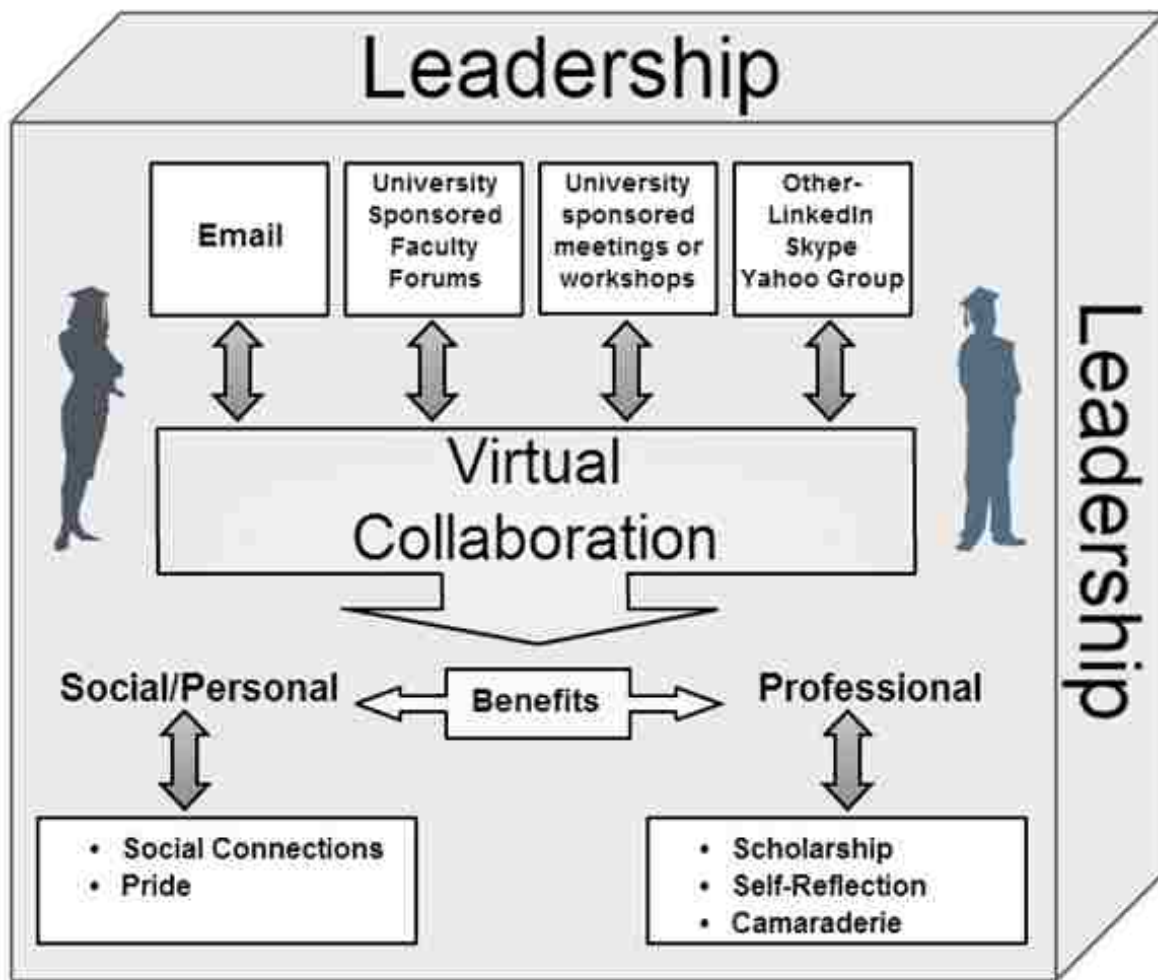 Leadership
Email
University
Sponsored
Faculty
Forums
University
sponsored
meetings or
workshops
Other-
LinkedIn
Skype
Yahoo Group
Leadership
Virtual
Collaboration
Social/Personal
Benefits
Professional
• Social Connections
• Pride
• Scholarship
• Self-Reflection
• Camaraderie